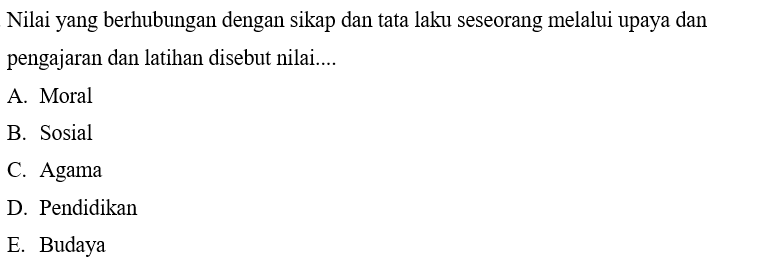 Nilai yang berhubungan dengan sikap dan tata laku seseorang melalui upaya dan
pengajaran dan latihan disebut nilai....
A. Moral
B. Sosial
C. Agama
D. Pendidikan
E. Budaya